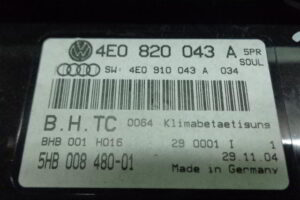 4E0 820 043 A 5PR
SOUL
SW: 4E0 910 043 A 034
B.H.TC 0064 Klimabetaetigung
BHB 001 H016 29 0001 I 1
5HB 008 480-01 29.11.04
Made in Germany